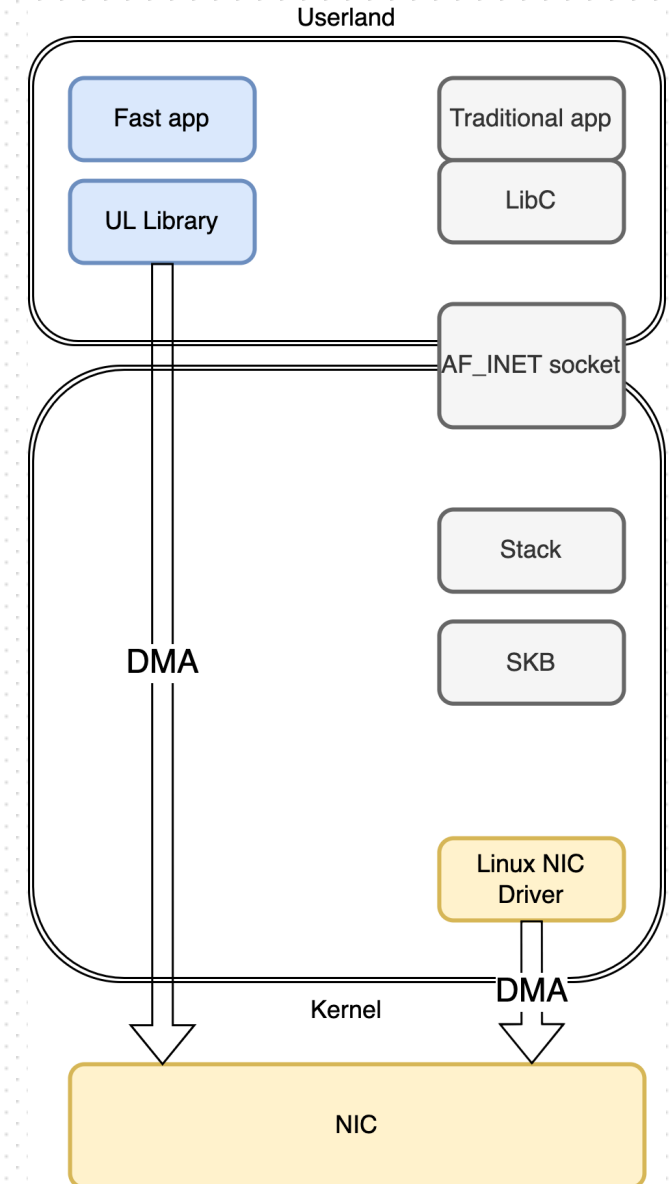 Userland
Fast app
Traditional app
UL Library
LibC
AF_INET socket
Stack
DMA
SKB
Linux NIC
Driver
DMA
Kernel
NIC